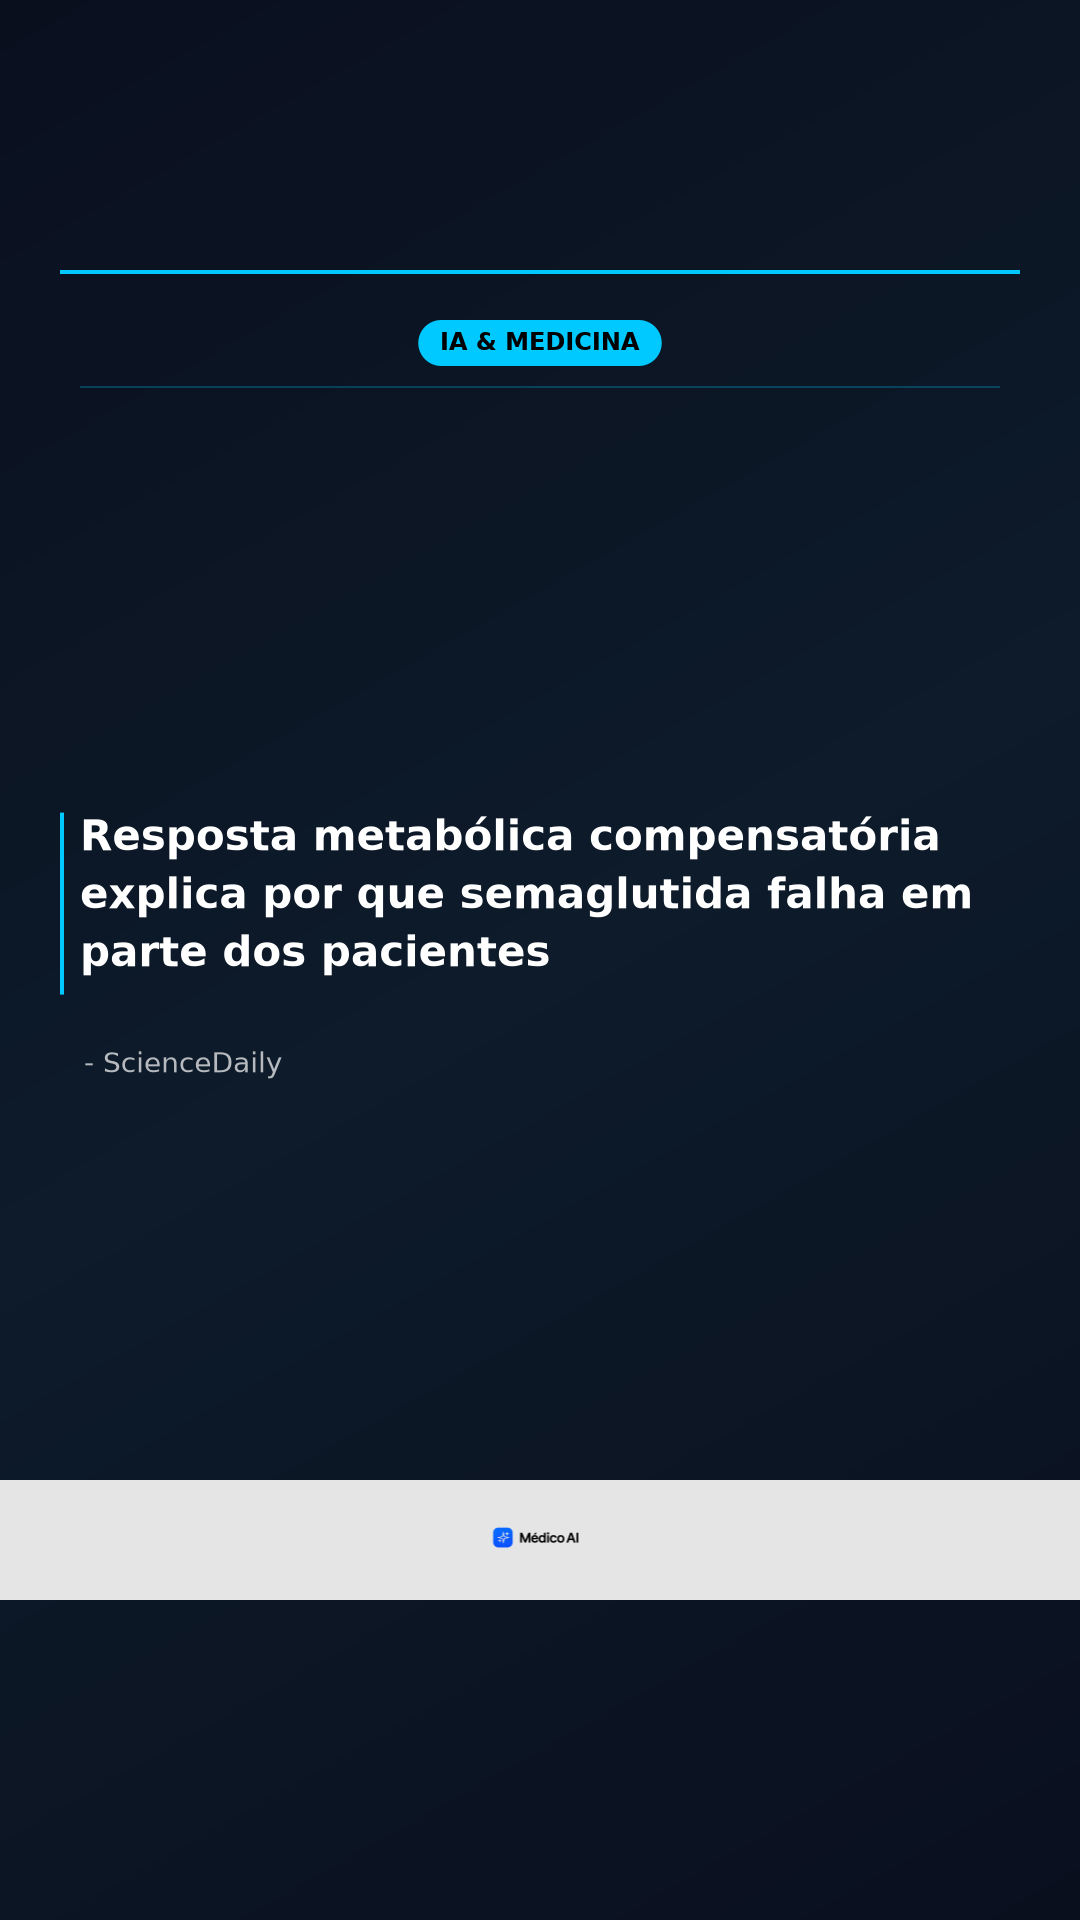 IA & MEDICINA
Resposta metabólica compensatória
explica por que semaglutida falha em
parte dos pacientes
- ScienceDaily
Médico AI